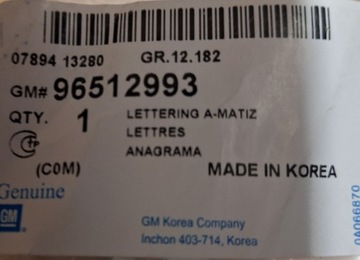 07894 13280 GR.12.182
GM# 96512993
QTY. 1 LETTERING A-MATIZ
LETTRES
ANAGRAMA
(COM) MADE IN KOREA
Genuine
GM
GM Korea Company
Inchon 403-714, Korea
0A066870